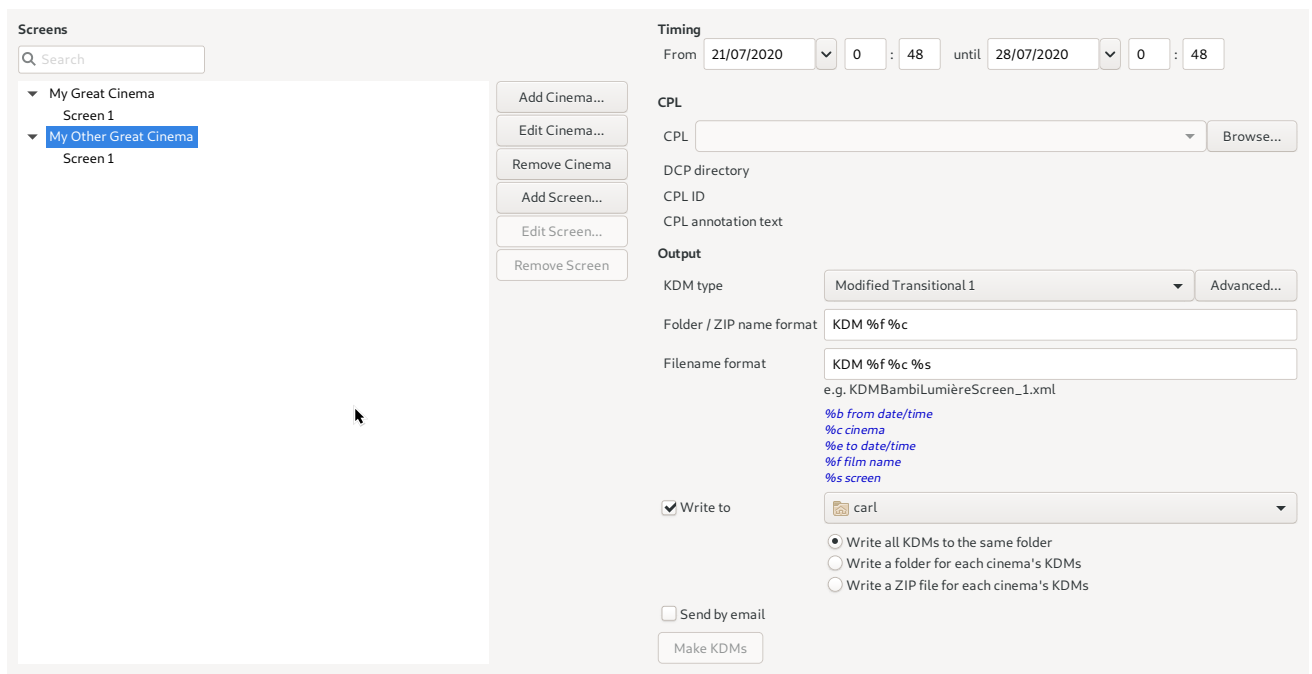 Screens
Search
My Great Cinema
Screen 1
My Other Great Cinema
Screen 1
Add Cinema...
Edit Cinema...
Remove Cinema
Add Screen...
Edit Screen...
Remove Screen
Timing
From 21/07/2020 0 : 48 until 28/07/2020 0 : 48
CPL
CPL Browse...
DCP directory
CPL ID
CPL annotation text
Output
KDM type Modified Transitional 1 Advanced...
Folder / ZIP name format KDM %f %c
Filename format KDM %f %c %s
e.g. KDMBambiLumièreScreen_1.xml
%b from date/time
%c cinema
%e to date/time
%f film name
%s screen
Write to carl
Write all KDMs to the same folder
Write a folder for each cinema's KDMs
Write a ZIP file for each cinema's KDMs
Send by email
Make KDMs